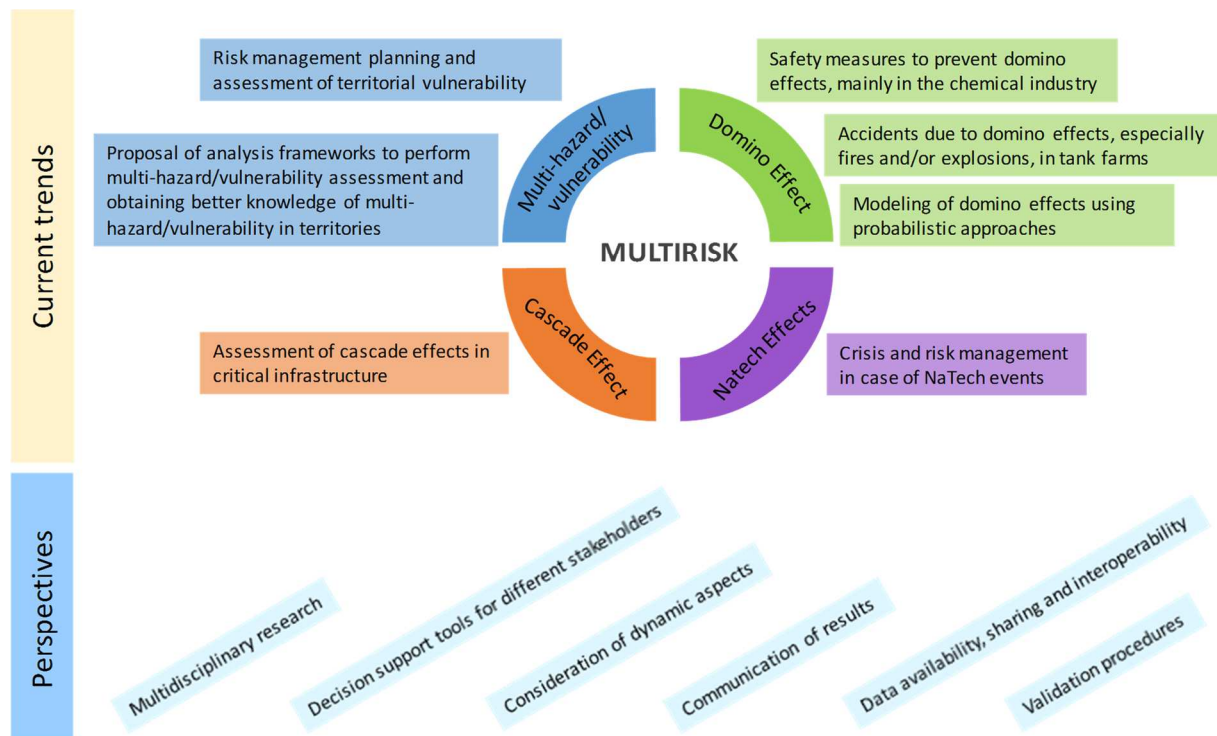 Current trends
Risk management planning and
assessment of territorial vulnerability
Proposal of analysis frameworks to perform
multi-hazard/vulnerability assessment and
obtaining better knowledge of multi-
hazard/vulnerability in territories
Multi-hazard/
vulnerability
Domino Effect
Safety measures to prevent domino
effects, mainly in the chemical industry
Accidents due to domino effects, especially
fires and/or explosions, in tank farms
Modeling of domino effects using
probabilistic approaches
MULTIRISK
Assessment of cascade effects in
critical infrastructure
Cascade Effect
Natech Effects
Crisis and risk management
in case of NaTech events
Perspectives
Multidisciplinary research
Decision support tools for different stakeholders
Consideration of dynamic aspects
Communication of results
Data availability, sharing and interoperability
Validation procedures